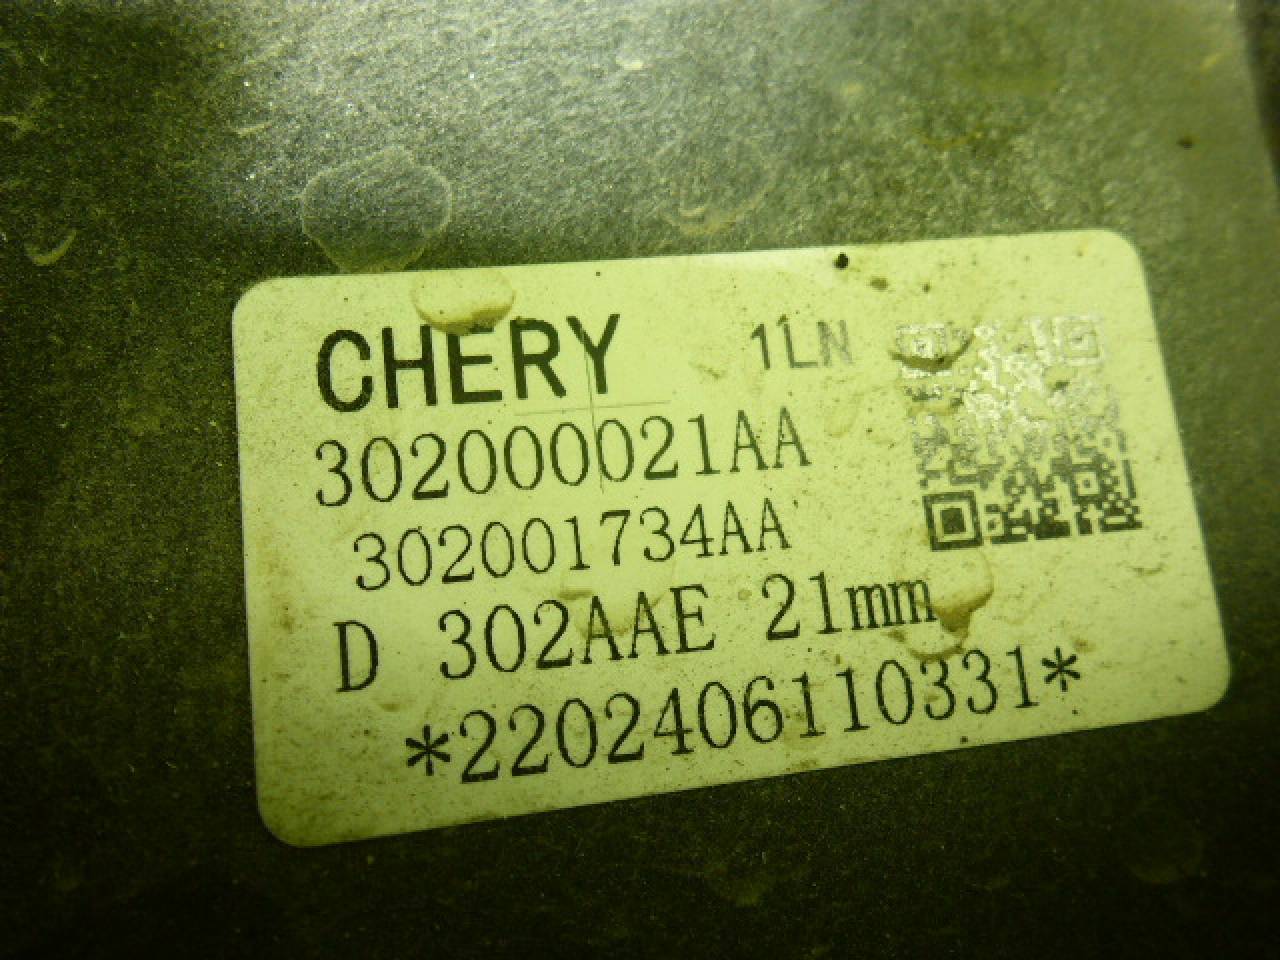 CHERY 1LN
302000021AA
302001734AA
D 302AAE 21mm
*2202406110331*